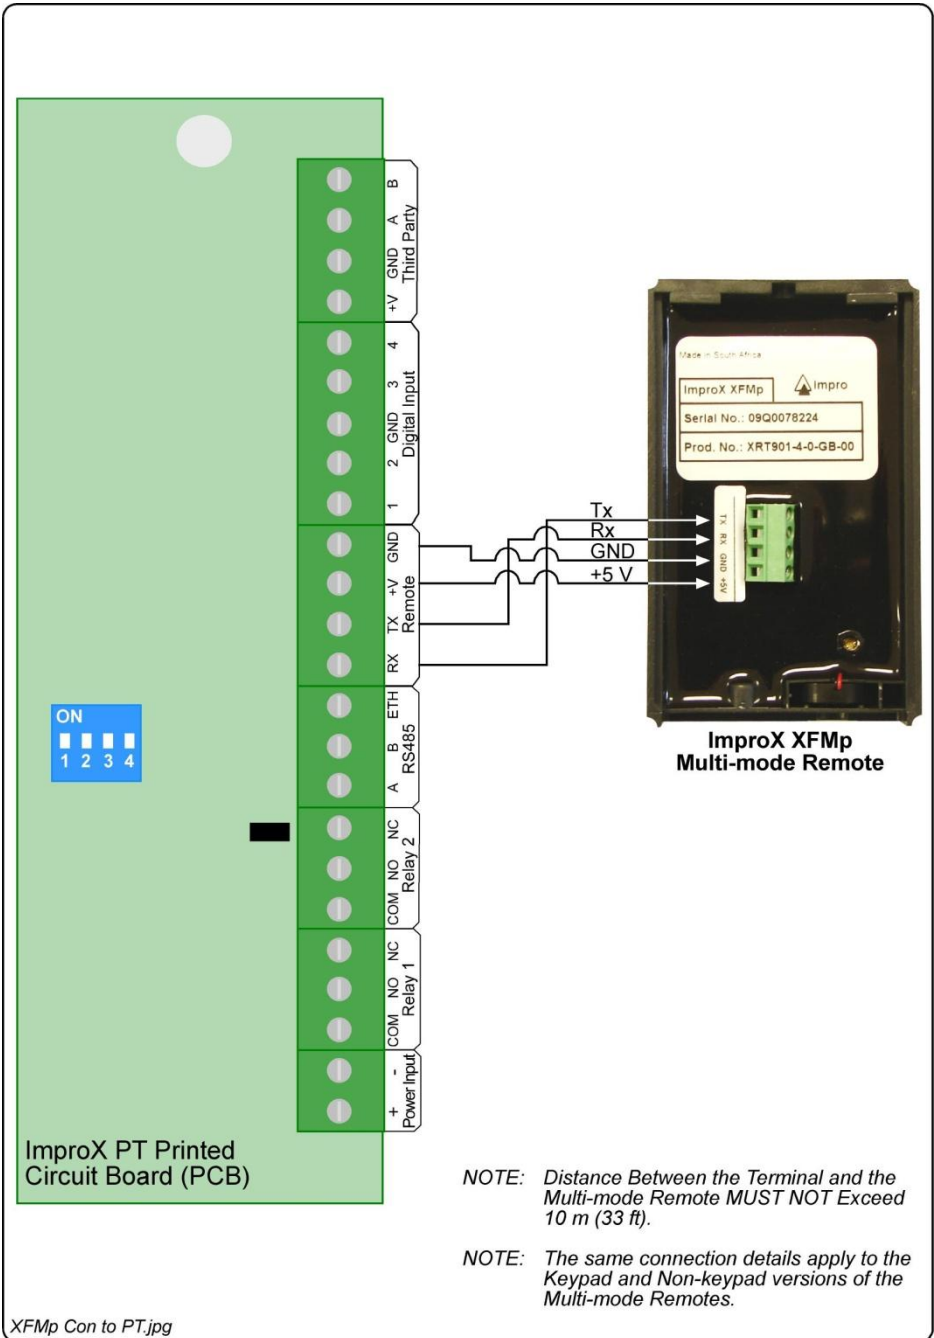 B
A
GND
+V
Third Party
4
3
GND
2
1
Digital Input
GND
+V
TX
RX
Remote
ETH
B
A
RS485
NC
NO
COM
Relay 2
NC
NO
COM
Relay 1
-
+
Power Input
ON
1 2 3 4
ImproX PT Printed
Circuit Board (PCB)
Tx
Rx
GND
+5 V
Made in South Africa
ImproX XFMp
impro
Serial No.: 09Q0078224
Prod. No.: XRT901-4-0-GB-00
TX RX GND +5V
ImproX XFMp
Multi-mode Remote
NOTE: Distance Between the Terminal and the
Multi-mode Remote MUST NOT Exceed
10 m (33 ft).
NOTE: The same connection details apply to the
Keypad and Non-keypad versions of the
Multi-mode Remotes.
XFMp Con to PT.jpg